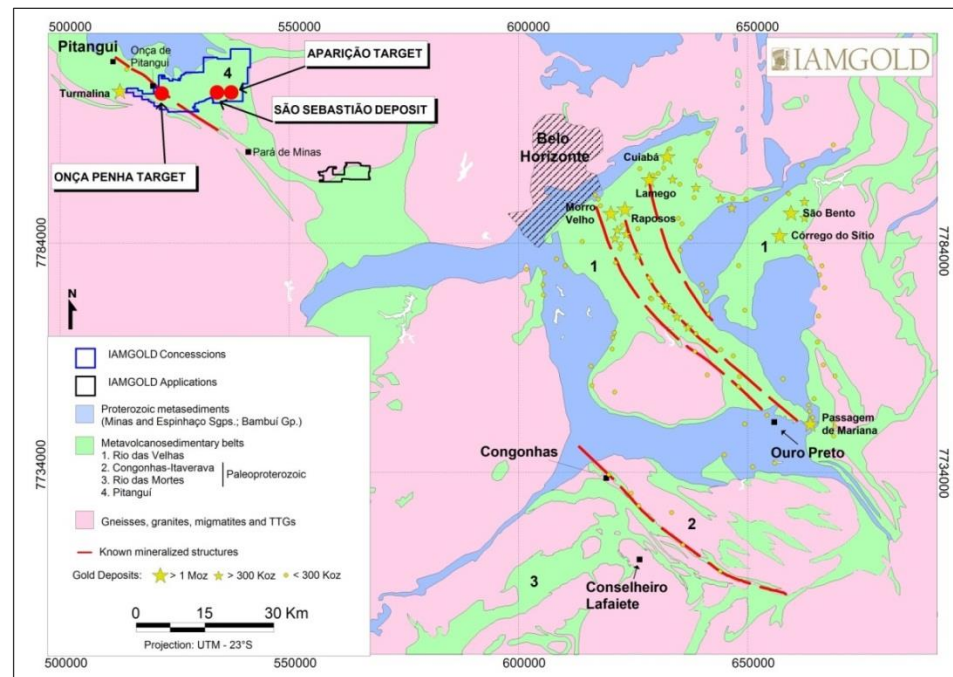 500000 550000 600000 650000
Pitangui
Onça de
Pitangui
4
APARIÇÃO TARGET
IAMGOLD
Turmalina
SÃO SEBASTIÃO DEPOSIT
Pará de Minas
ONÇA PENHA TARGET
Belo
Horizonte
Cuiabá
Lamego
Morro
Velho
Raposos
São Bento
Córrego do Sítio
7784000
7784000
1
1
N
IAMGOLD Concesscions
IAMGOLD Applications
Proterozoic metasediments
(Minas and Espinhaço Sgps.; Bambuí Gp.)
Metavolcanosedimentary belts
1. Rio das Velhas
2. Congonhas-Itaverava
3. Rio das Mortes
4. Pitanguí
Paleoproterozoic
Gneisses, granites, migmatites and TTGs
Known mineralized structures
Gold Deposits: > 1 Moz > 300 Koz < 300 Koz
0 15 30 Km
Projection: UTM - 23°S
Passagem
de Mariana
Ouro Preto
Congonhas
7734000
7734000
2
3
Conselheiro
Lafaiete
500000 550000 600000 650000